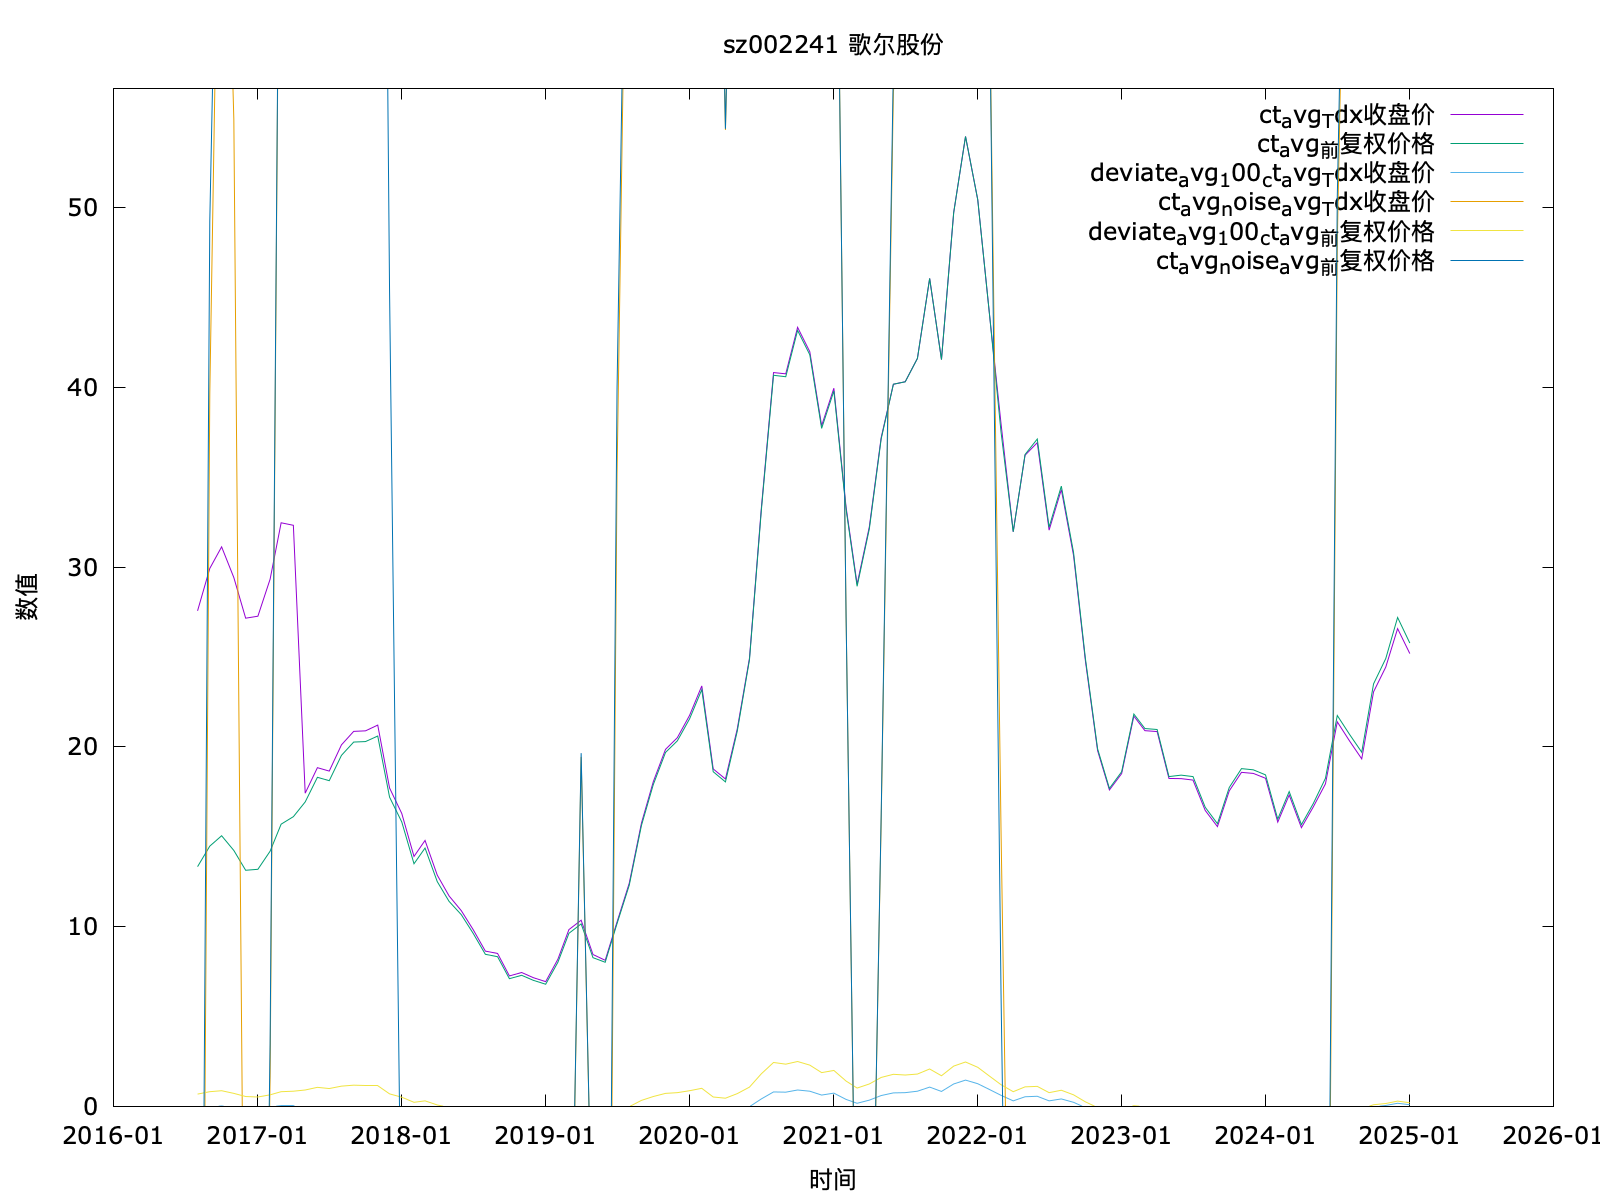 sz002241 歌尔股份
ct_avg_Tdx收盘价
ct_avg_前复权价格
deviate_avg_100_ct_avg_Tdx收盘价
ct_avg_noise_avg_Tdx收盘价
deviate_avg_100_ct_avg_前复权价格
ct_avg_noise_avg_前复权价格
数值
50
40
30
20
10
0
2016-01 2017-01 2018-01 2019-01 2020-01 2021-01 2022-01 2023-01 2024-01 2025-01 2026-01
时间